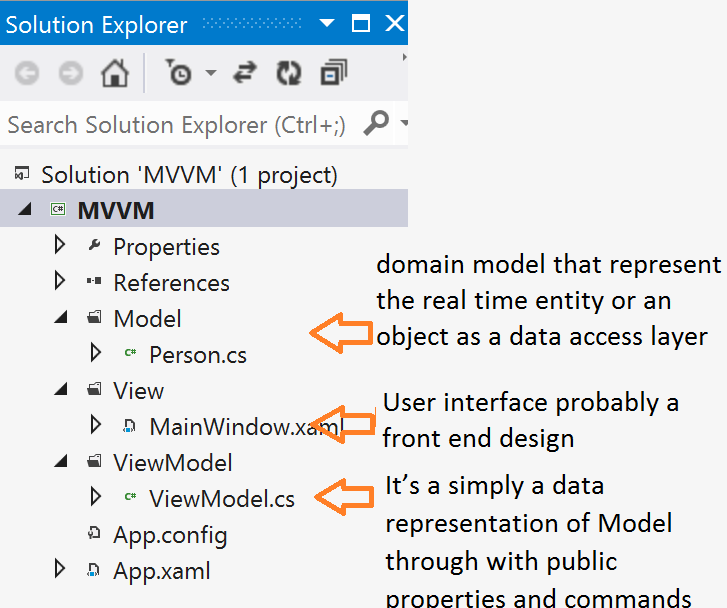 Solution Explorer
Search Solution Explorer (Ctrl+;)
Solution 'MVVM' (1 project)
C# MVVM
Properties
References
Model
C# Person.cs
View
MainWindow.xaml
ViewModel
C# ViewModel.cs
App.config
App.xaml
domain model that represent
the real time entity or an
object as a data access layer
User interface probably a
front end design
It's a simply a data
representation of Model
through with public
properties and commands